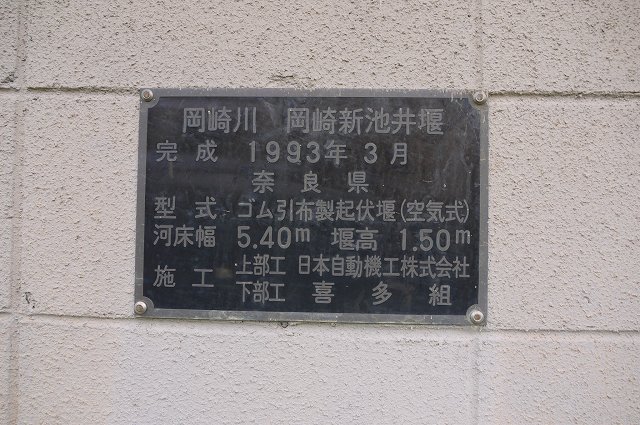 岡崎川 岡崎新池井堰
完成 1993年3月
奈良県
型式 ゴム引布製起伏堰(空気式)
河床幅 5.40m 堰高 1.50m
施工 上部工 日本自動機工株式会社
下部工 喜多組